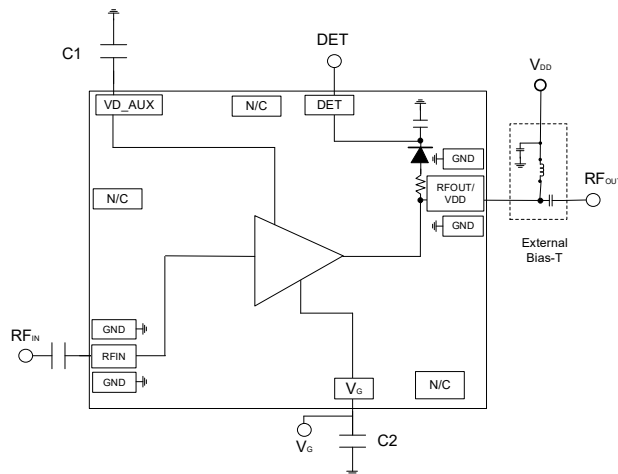 C1
DET
VDD
VD_AUX
N/C
DET
GND
RFOUT/
VDD
GND
RFOUT
N/C
External
Bias-T
GND
RFIN
RFIN
GND
VG
N/C
VG
C2